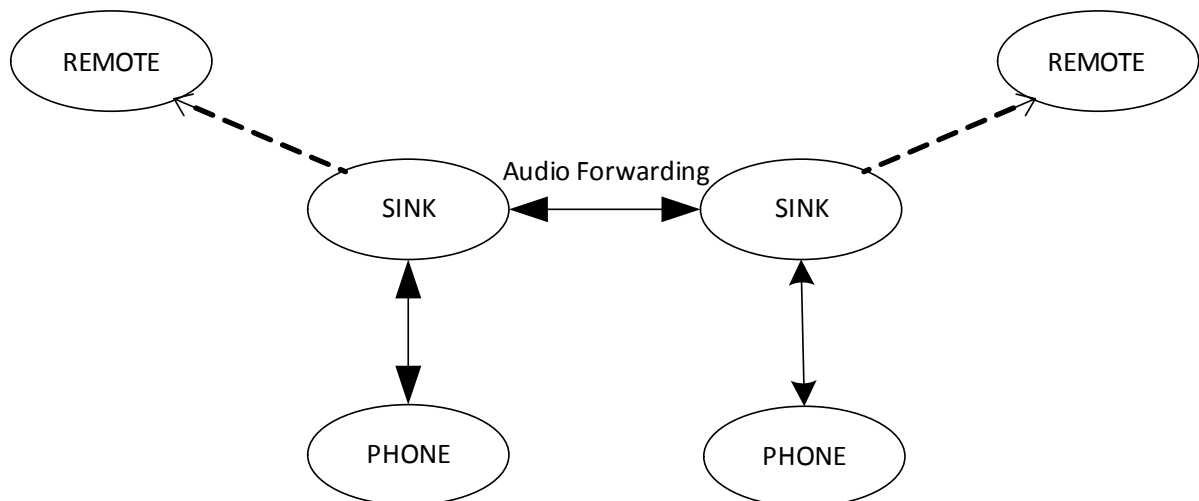 REMOTE
REMOTE
Audio Forwarding
SINK
SINK
PHONE
PHONE